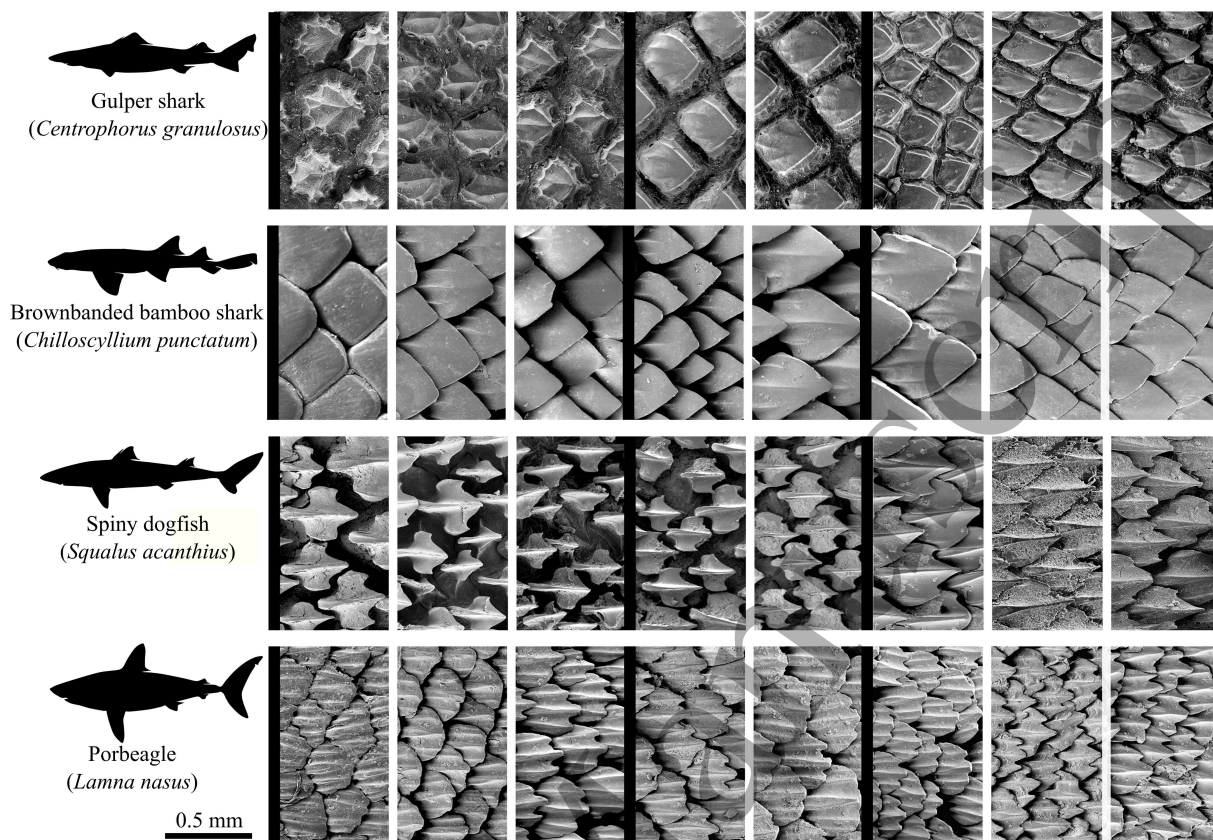 Gulper shark
(Centrophorus granulosus)
Brownbanded bamboo shark
(Chilloscyllium punctatum)
Spiny dogfish
(Squalus acanthius)
Porbeagle
(Lamna nasus)
0.5 mm